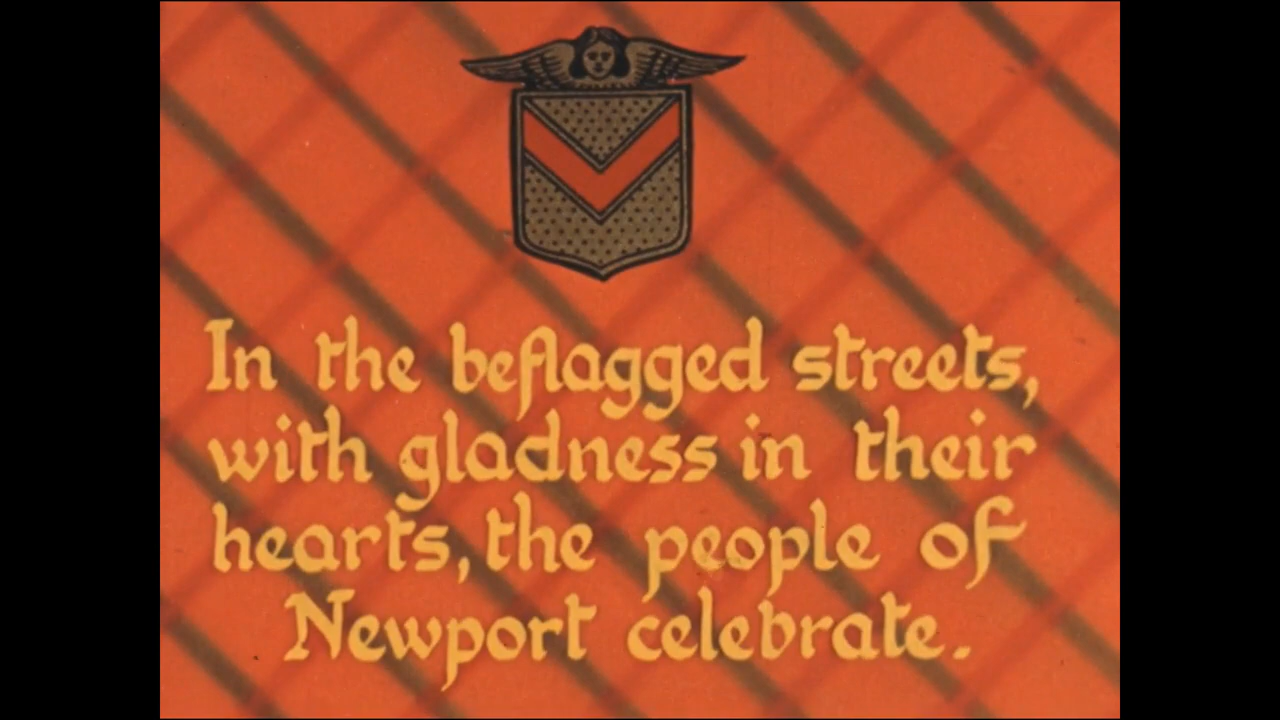 In the beflagged streets,
with gladness in their
hearts, the people of
Newport celebrate.